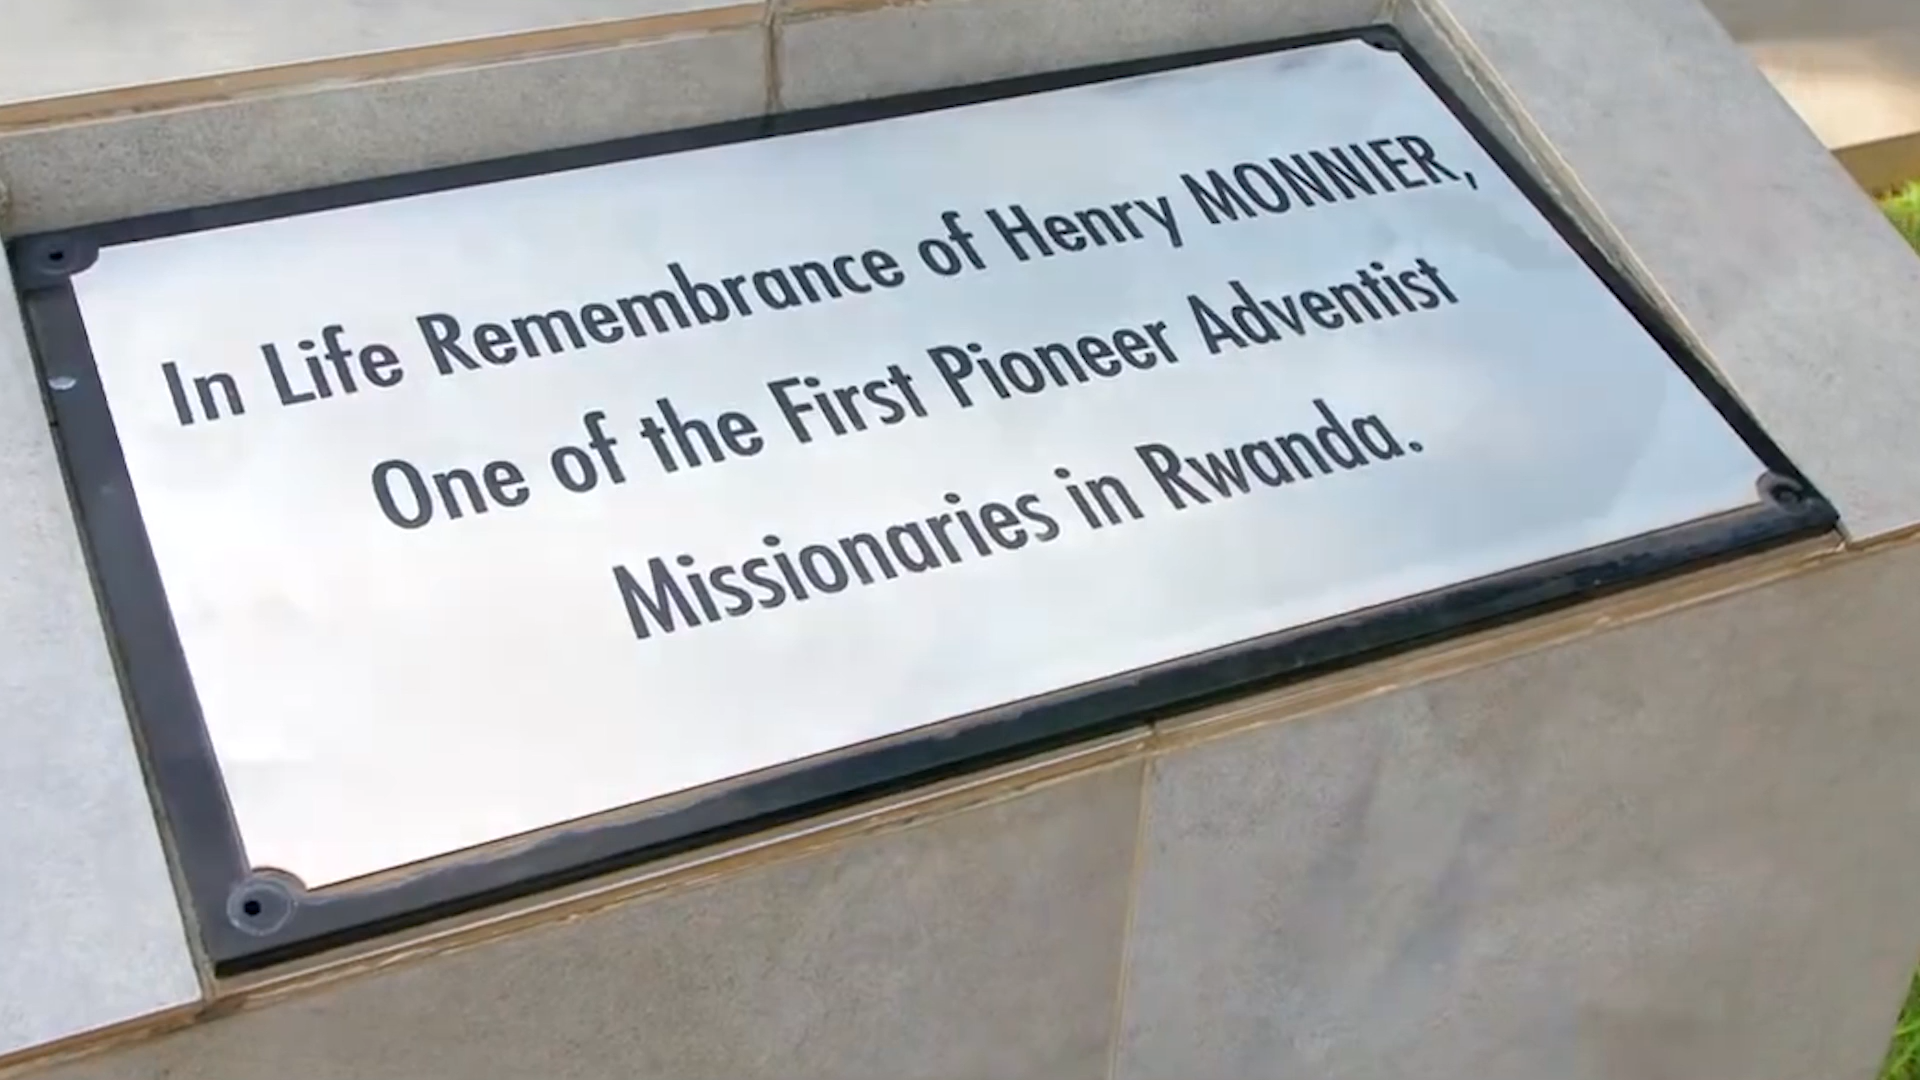 In Life Remembrance of Henry MONNIER,
One of the First Pioneer Adventist
Missionaries in Rwanda.